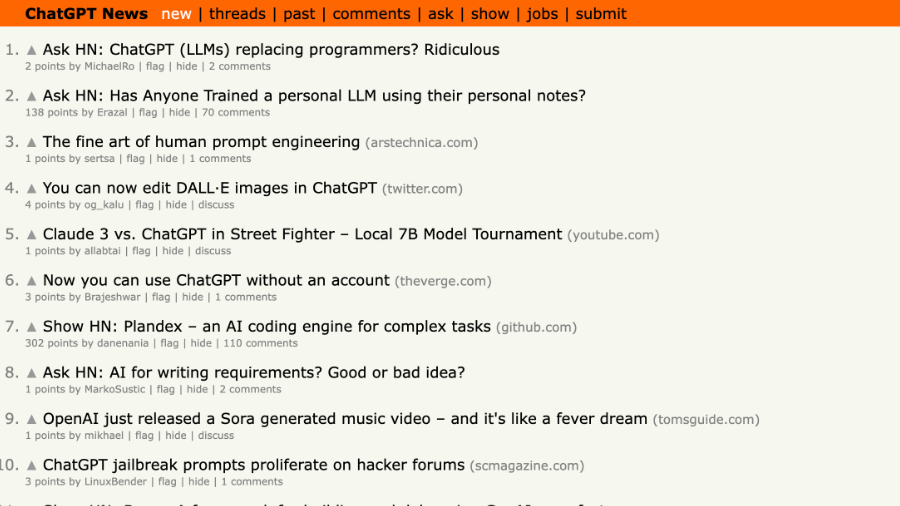 ChatGPT News new | threads | past | comments | ask | show | jobs | submit
1. ▲ Ask HN: ChatGPT (LLMs) replacing programmers? Ridiculous
2 points by MichaelRo | flag | hide | 2 comments
2. ▲ Ask HN: Has Anyone Trained a personal LLM using their personal notes?
138 points by Erazal | flag | hide | 70 comments
3. ▲ The fine art of human prompt engineering (arstechnica.com)
1 points by sertsa | flag | hide | 1 comments
4. ▲ You can now edit DALL·E images in ChatGPT (twitter.com)
4 points by og_kalu | flag | hide | discuss
5. ▲ Claude 3 vs. ChatGPT in Street Fighter – Local 7B Model Tournament (youtube.com)
1 points by allabtai | flag | hide | discuss
6. ▲ Now you can use ChatGPT without an account (theverge.com)
3 points by Brajeshwar | flag | hide | 1 comments
7. ▲ Show HN: Plandex – an AI coding engine for complex tasks (github.com)
302 points by danenania | flag | hide | 110 comments
8. ▲ Ask HN: AI for writing requirements? Good or bad idea?
1 points by MarkoSustic | flag | hide | 2 comments
9. ▲ OpenAI just released a Sora generated music video – and it's like a fever dream (tomsguide.com)
1 points by mikhael | flag | hide | discuss
10. ▲ ChatGPT jailbreak prompts proliferate on hacker forums (scmagazine.com)
3 points by LinuxBender | flag | hide | 1 comments